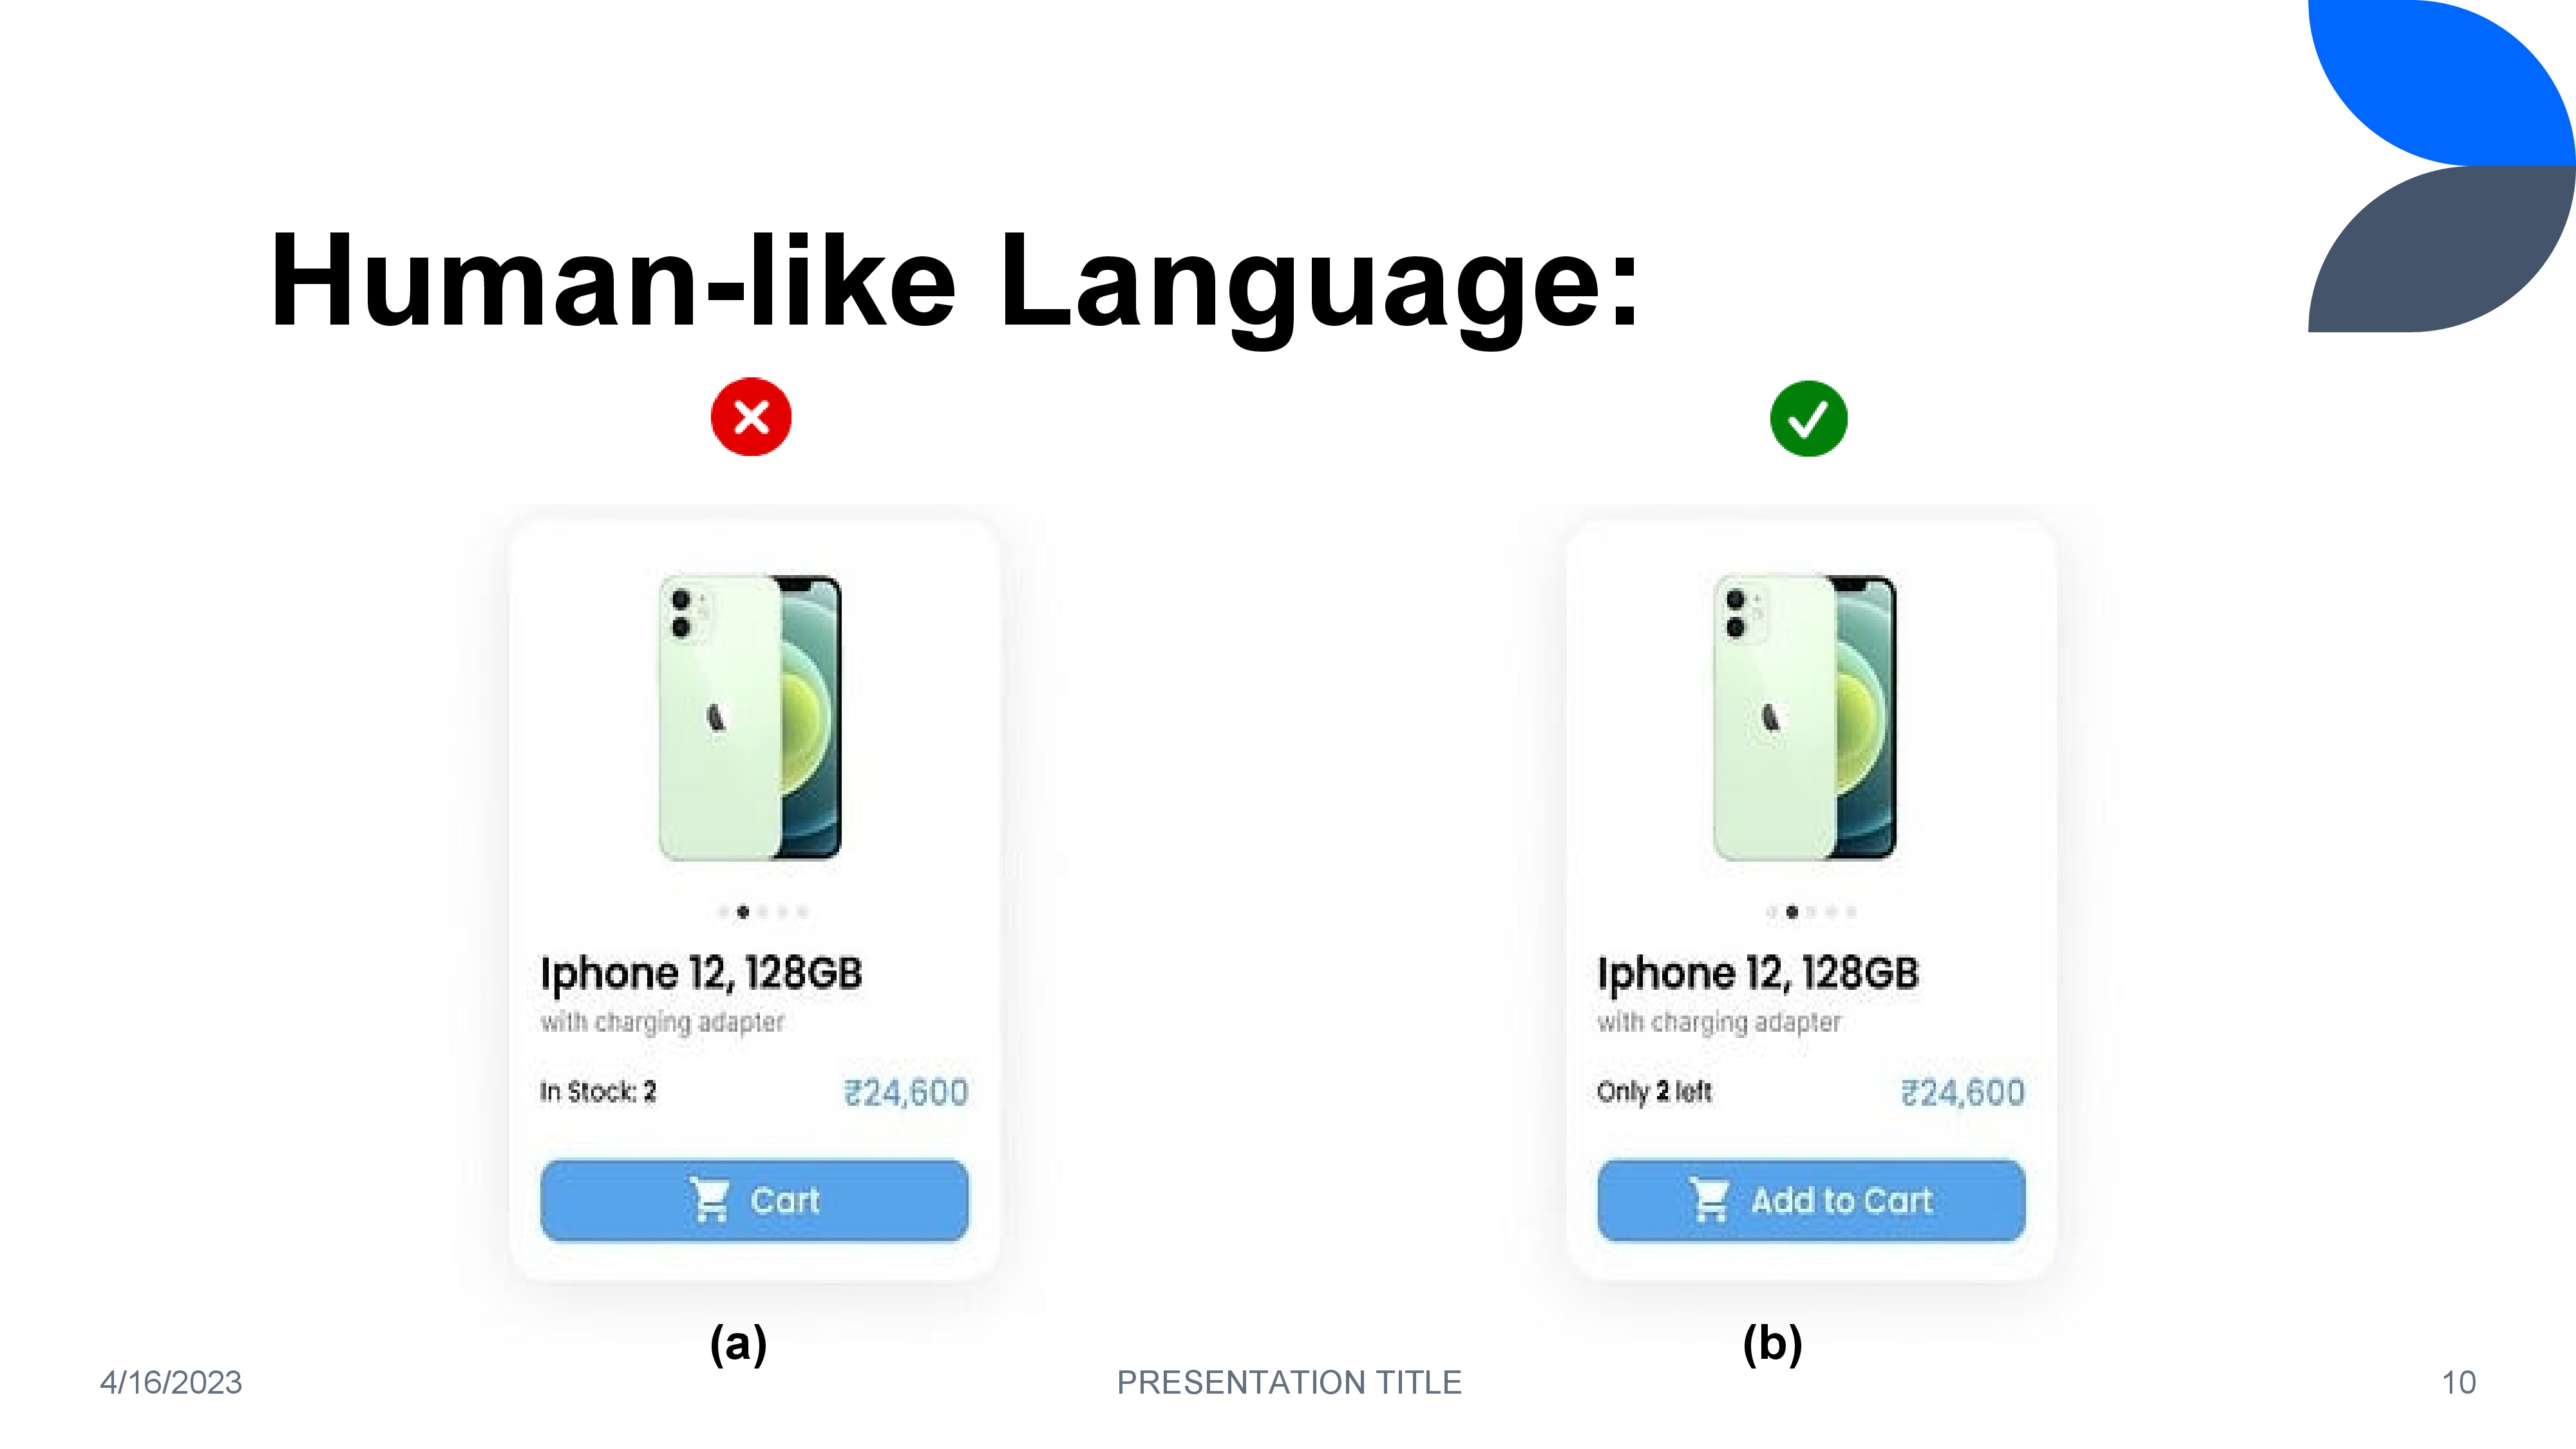 Human-like Language:
Iphone 12, 128GB
with charging adapter
In Stock: 2 ₹24,600
Cart
(a)
Iphone 12, 128GB
with charging adapter
Only 2 left ₹24,600
Add to Cart
(b)
4/16/2023
PRESENTATION TITLE
10